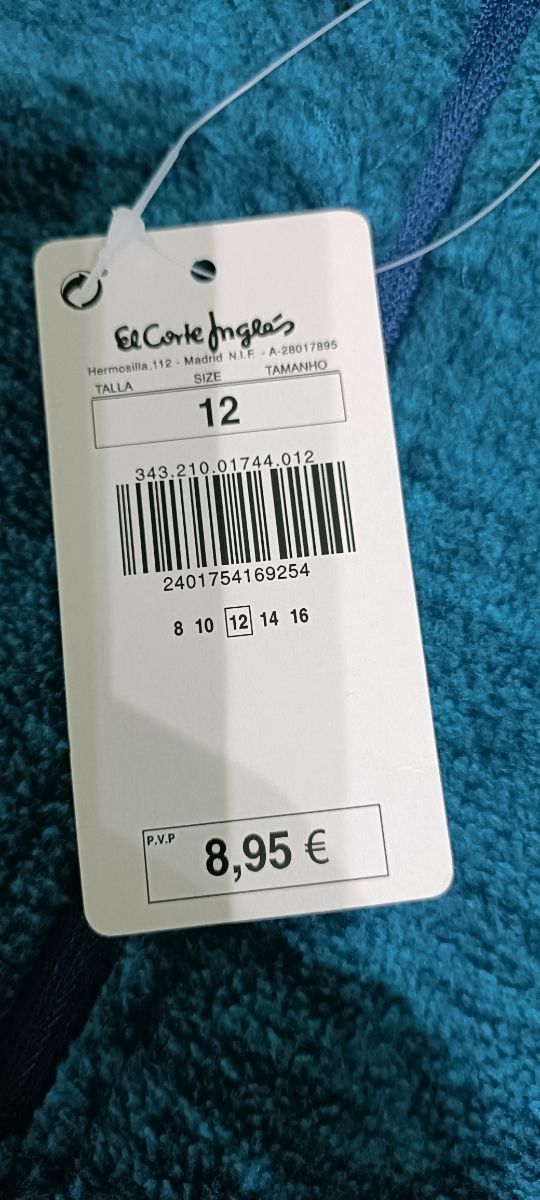 El Corte Inglés
Hermosilla,112 - Madrid N.I.F. - A-28017895
TALLA SIZE TAMANHO
12
343.210.01744.012
2401754169254
8 10 12 14 16
P.V.P 8,95 €